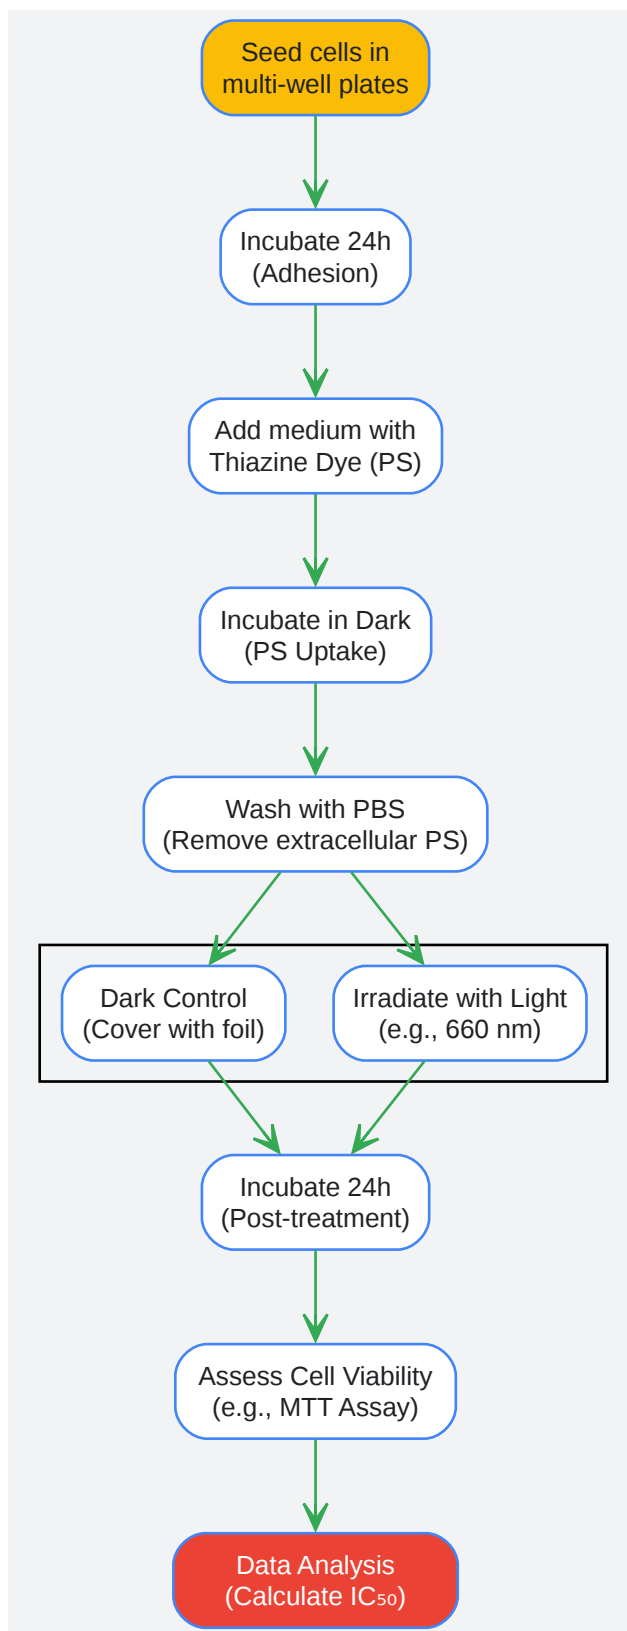 Seed cells in
multi-well plates
Incubate 24h
(Adhesion)
Add medium with
Thiazine Dye (PS)
Incubate in Dark
(PS Uptake)
Wash with PBS
(Remove extracellular PS)
Dark Control
(Cover with foil)
Irradiate with Light
(e.g., 660 nm)
Incubate 24h
(Post-treatment)
Assess Cell Viability
(e.g., MTT Assay)
Data Analysis
(Calculate IC₅₀)